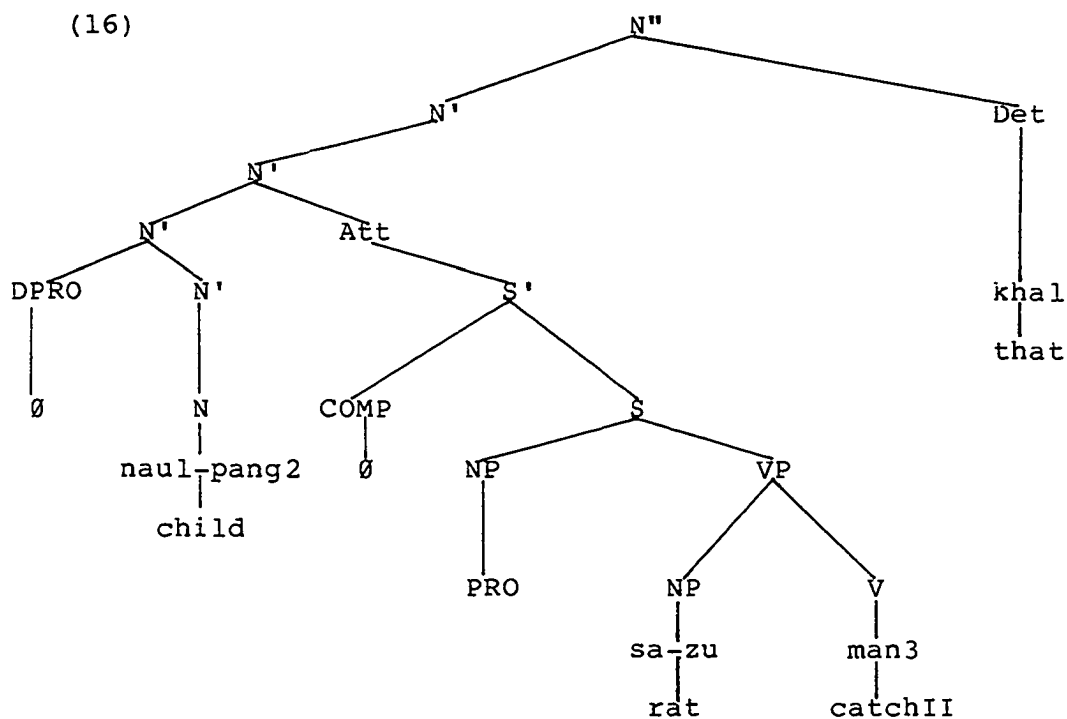 (16)
N"
N' Det
N'
N' Att
DPRO N' S' khal
that
Ø N COMP S
naul-pang2 Ø NP VP
child
PRO NP V
sa-zu man3
rat catchII